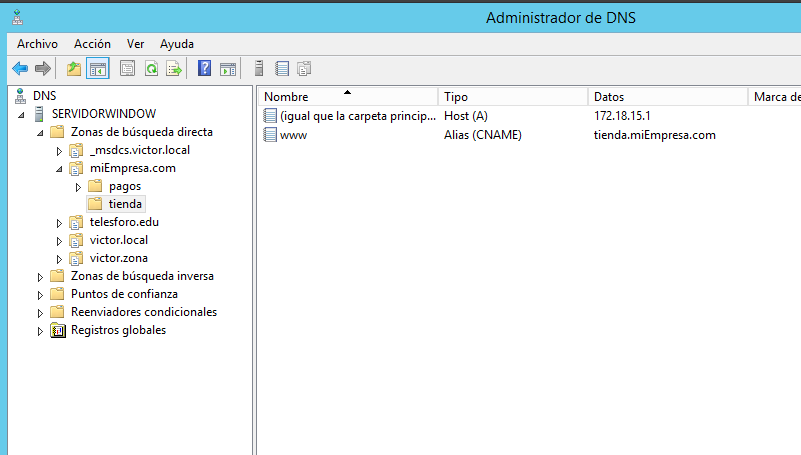 Administrador de DNS
Archivo Acción Ver Ayuda
DNS
SERVIDORWINDOW
Zonas de búsqueda directa
_msdcs.victor.local
miEmpresa.com
pagos
tienda
telesforo.edu
victor.local
victor.zona
Zonas de búsqueda inversa
Puntos de confianza
Reenviadores condicionales
Registros globales
Nombre Tipo Datos Marca de
(igual que la carpeta princip... Host (A) 172.18.15.1
www Alias (CNAME) tienda.miEmpresa.com